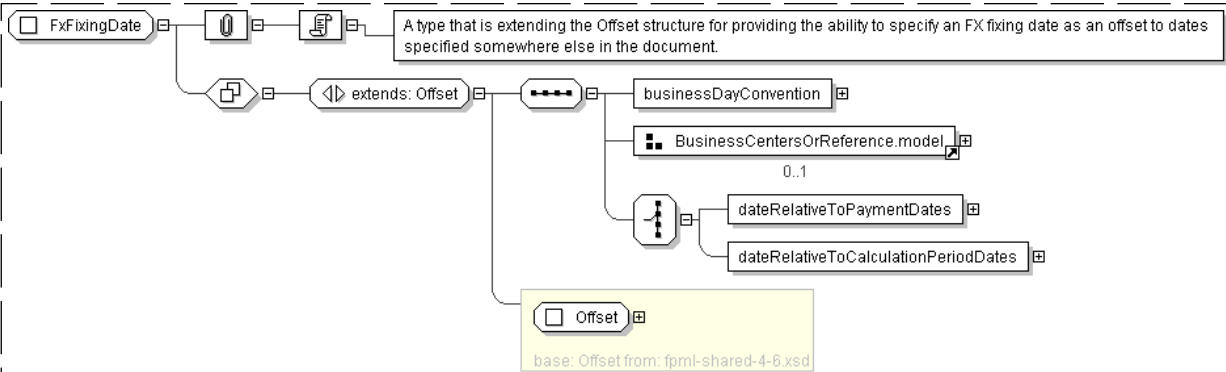 FxFixingDate
A type that is extending the Offset structure for providing the ability to specify an FX fixing date as an offset to dates
specified somewhere else in the document.
extends: Offset
businessDayConvention
BusinessCentersOrReference.model
0..1
dateRelativeToPaymentDates
dateRelativeToCalculationPeriodDates
Offset
base: Offset from: fpml-shared-4-6.xsd